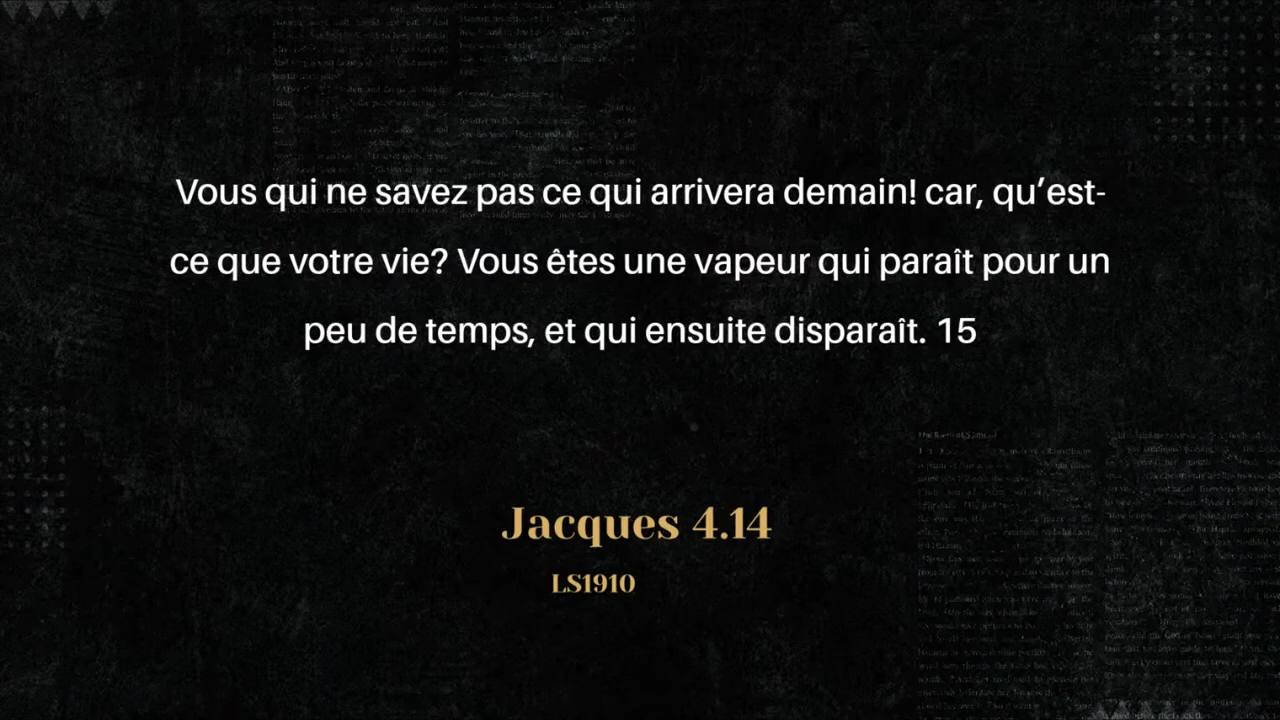 Vous qui ne savez pas ce qui arrivera demain! car, qu’est-
ce que votre vie? Vous êtes une vapeur qui paraît pour un
peu de temps, et qui ensuite disparaît. 15
Jacques 4.14
LS1910